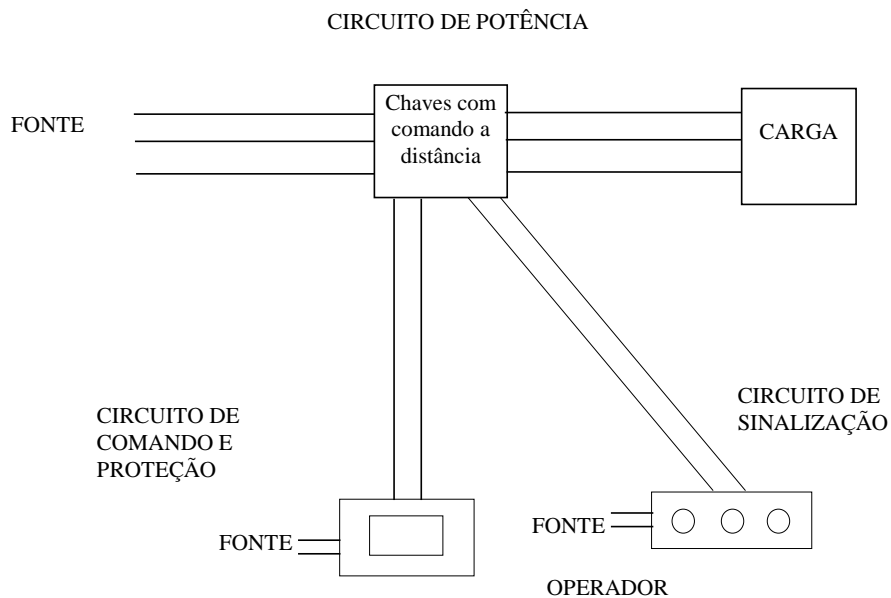 CIRCUITO DE POTÊNCIA
FONTE
Chaves com
comando a
distância
CARGA
CIRCUITO DE
COMANDO E
PROTEÇÃO
CIRCUITO DE
SINALIZAÇÃO
FONTE
FONTE
OPERADOR